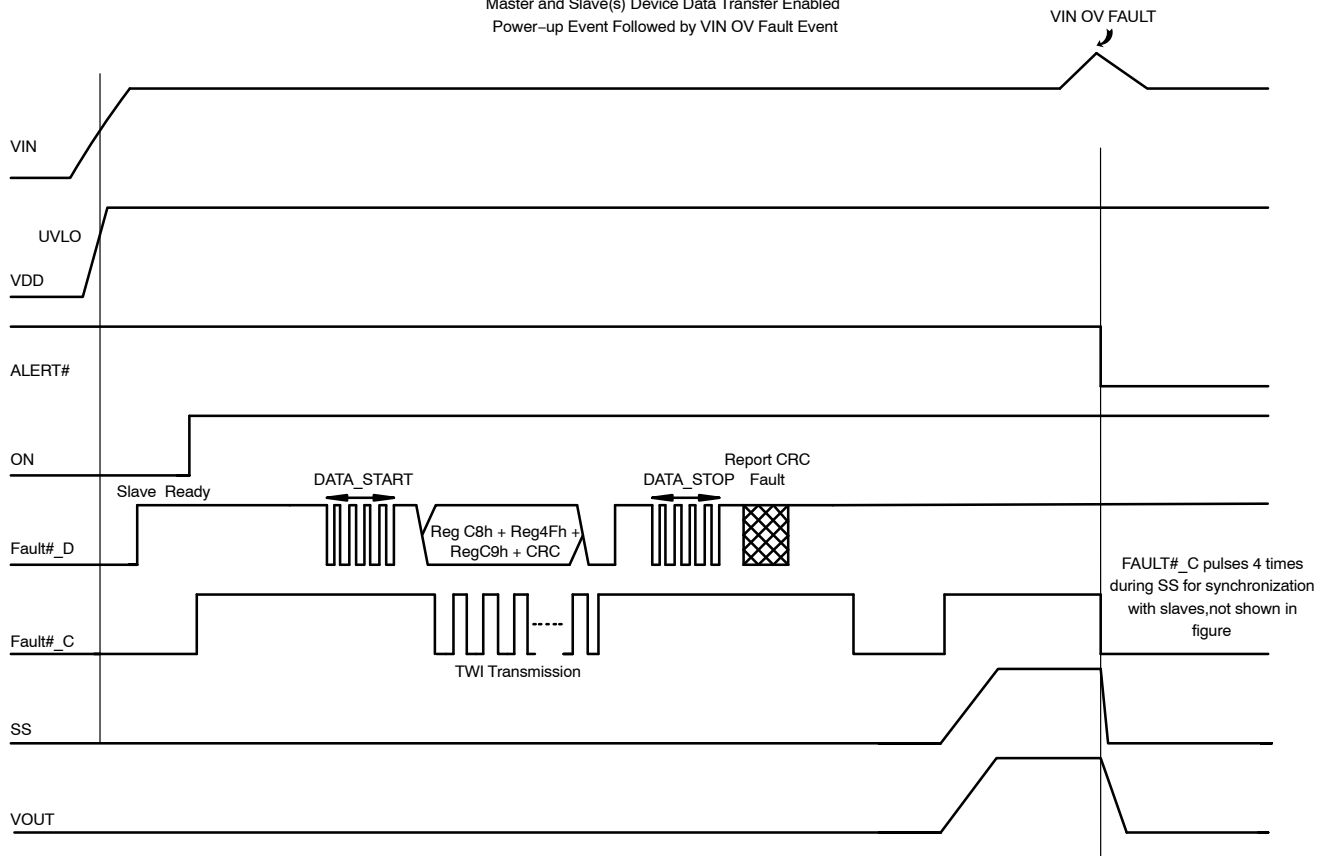 Master and Slave(s) Device Data Transfer Enabled
Power−up Event Followed by VIN OV Fault Event
VIN OV FAULT
VIN
UVLO
VDD
ALERT#
ON
Slave Ready
DATA_START
DATA_STOP
Report CRC
Fault
Fault#_D
Reg C8h + Reg4Fh +
RegC9h + CRC
FAULT#_C pulses 4 times
during SS for synchronization
with slaves,not shown in
figure
Fault#_C
TWI Transmission
SS
VOUT